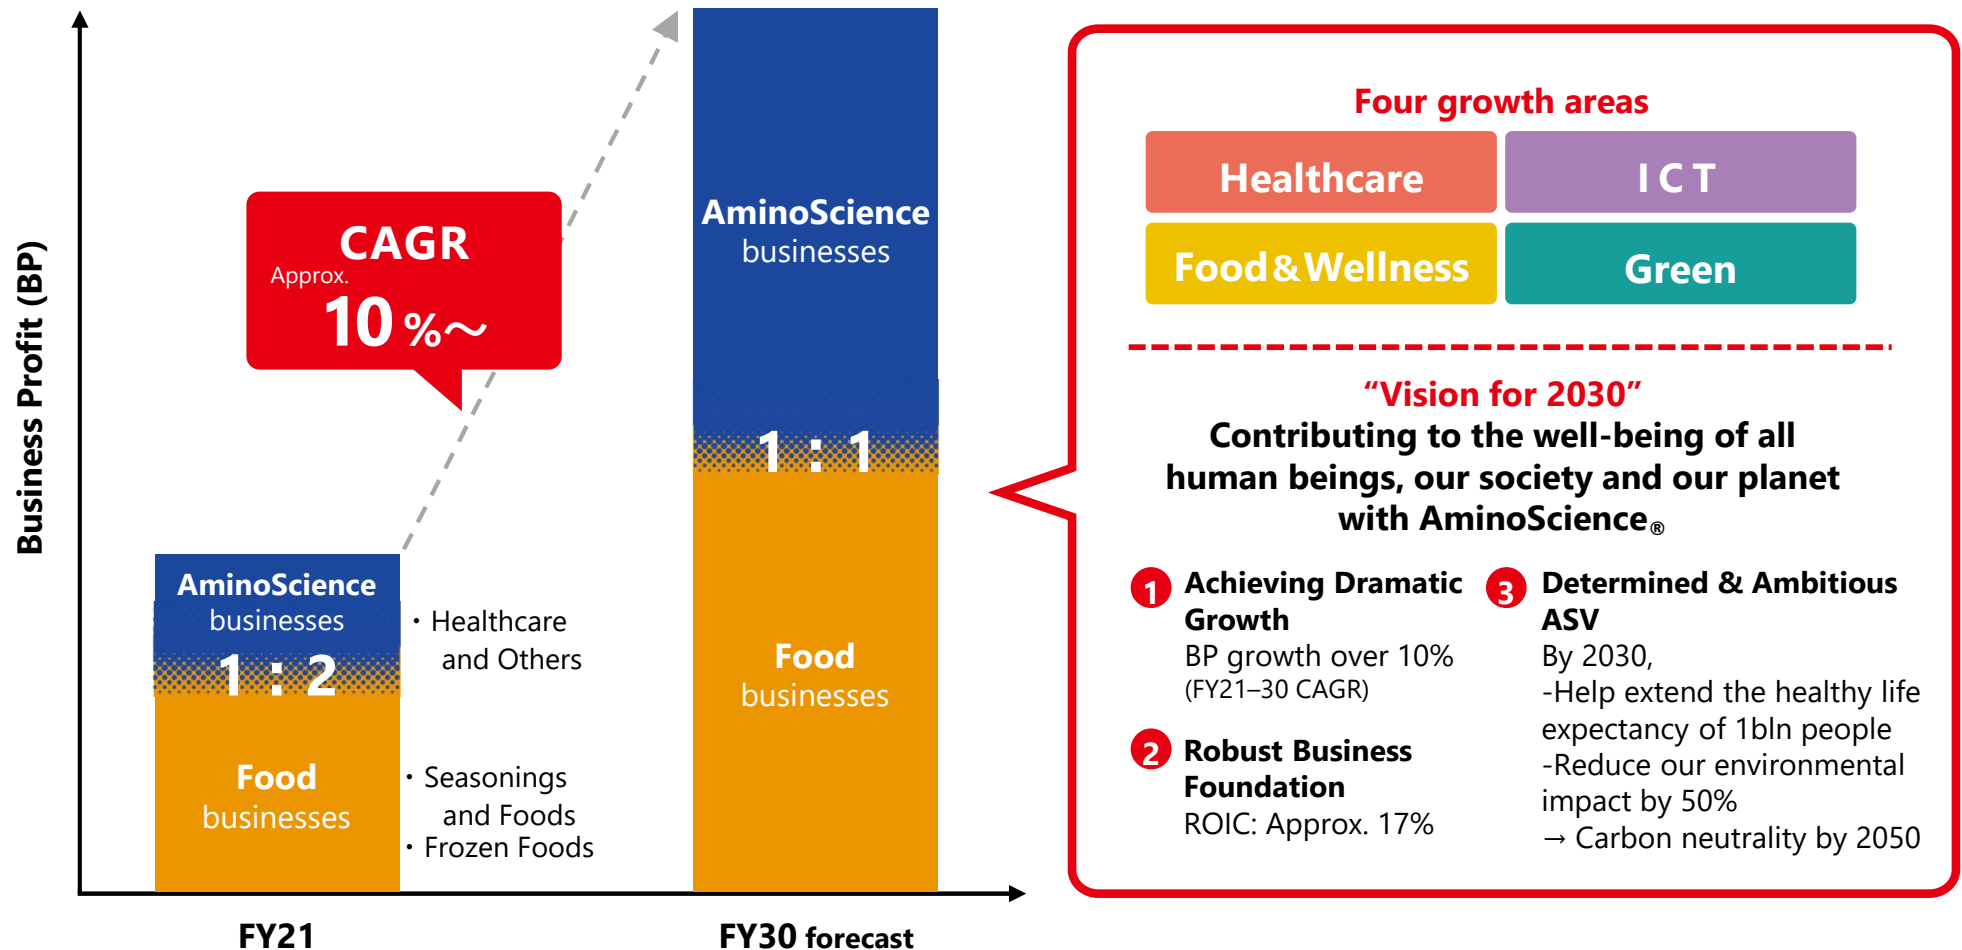 Business Profit (BP)
CAGR
Approx.
10%～
AminoScience
businesses
1 : 2
Food
businesses
・Healthcare
and Others
・Seasonings
and Foods
・Frozen Foods
FY21
AminoScience
businesses
1 : 1
Food
businesses
FY30 forecast
Four growth areas
Healthcare
ICT
Food&Wellness
Green
“Vision for 2030”
Contributing to the well-being of all
human beings, our society and our planet
with AminoScience®
1 Achieving Dramatic
Growth
BP growth over 10%
(FY21–30 CAGR)
2 Robust Business
Foundation
ROIC: Approx. 17%
3 Determined & Ambitious
ASV
By 2030,
-Help extend the healthy life
expectancy of 1bln people
-Reduce our environmental
impact by 50%
→ Carbon neutrality by 2050